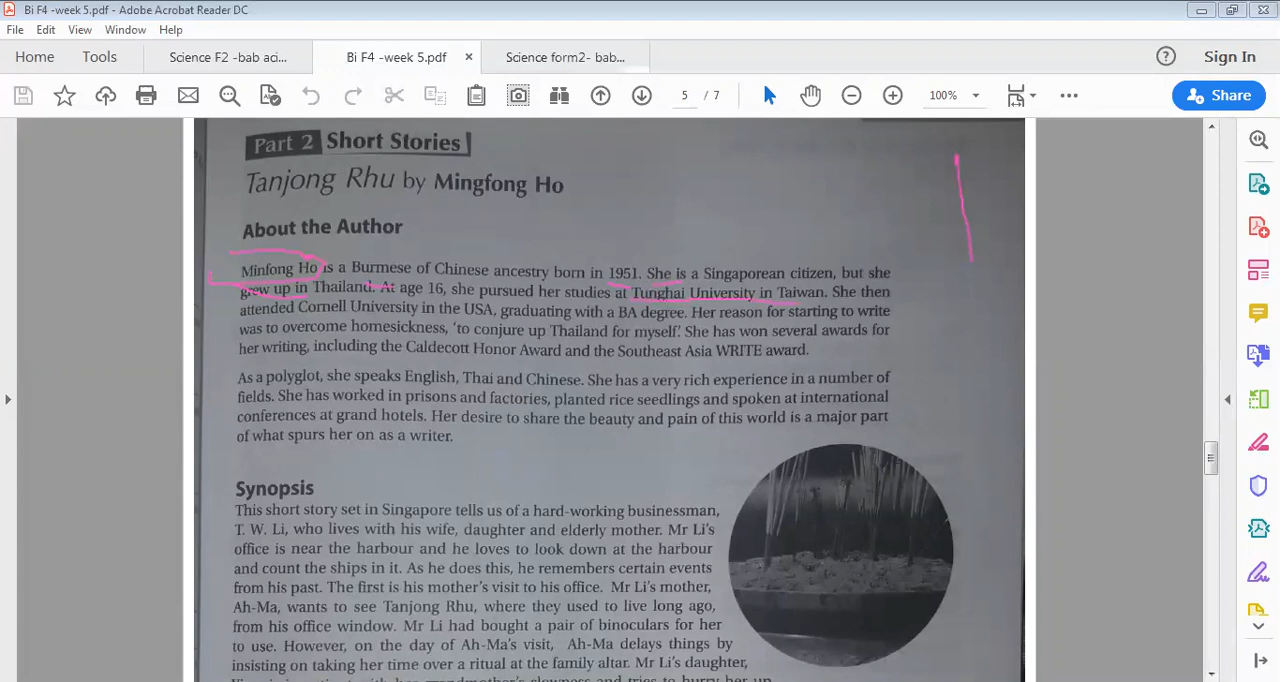 Bi F4 -week 5.pdf - Adobe Acrobat Reader DC
File Edit View Window Help
Home Tools Science F2 -bab aci... Bi F4 -week 5.pdf × Science form2- bab... ? Sign In
5 / 7 100% Share
Part 2 Short Stories
Tanjong Rhu by Mingfong Ho
About the Author
Minfong Ho is a Burmese of Chinese ancestry born in 1951. She is a Singaporean citizen, but she
grew up in Thailand. At age 16, she pursued her studies at Tunghai University in Taiwan. She then
attended Cornell University in the USA, graduating with a BA degree. Her reason for starting to write
was to overcome homesickness, 'to conjure up Thailand for myself.' She has won several awards for
her writing, including the Caldecott Honor Award and the Southeast Asia WRITE award.
As a polyglot, she speaks English, Thai and Chinese. She has a very rich experience in a number of
fields. She has worked in prisons and factories, planted rice seedlings and spoken at international
conferences at grand hotels. Her desire to share the beauty and pain of this world is a major part
of what spurs her on as a writer.
Synopsis
This short story set in Singapore tells us of a hard-working businessman,
T. W. Li, who lives with his wife, daughter and elderly mother. Mr Li's
office is near the harbour and he loves to look down at the harbour
and count the ships in it. As he does this, he remembers certain events
from his past. The first is his mother's visit to his office. Mr Li's mother,
Ah-Ma, wants to see Tanjong Rhu, where they used to live long ago,
from his office window. Mr Li had bought a pair of binoculars for her
to use. However, on the day of Ah-Ma's visit, Ah-Ma delays things by
insisting on taking her time over a ritual at the family altar. Mr Li's daughter,
her grandmother's slowness and tries to hurry her up